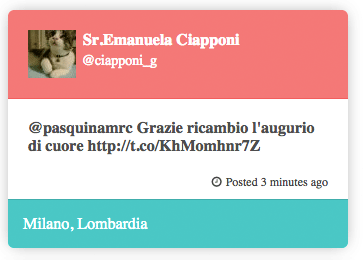 Sr.Emanuela Ciapponi
@ciapponi_g
@pasquinamrc Grazie ricambio l'augurio
di cuore http://t.co/KhMomhnr7Z
Posted 3 minutes ago
Milano, Lombardia